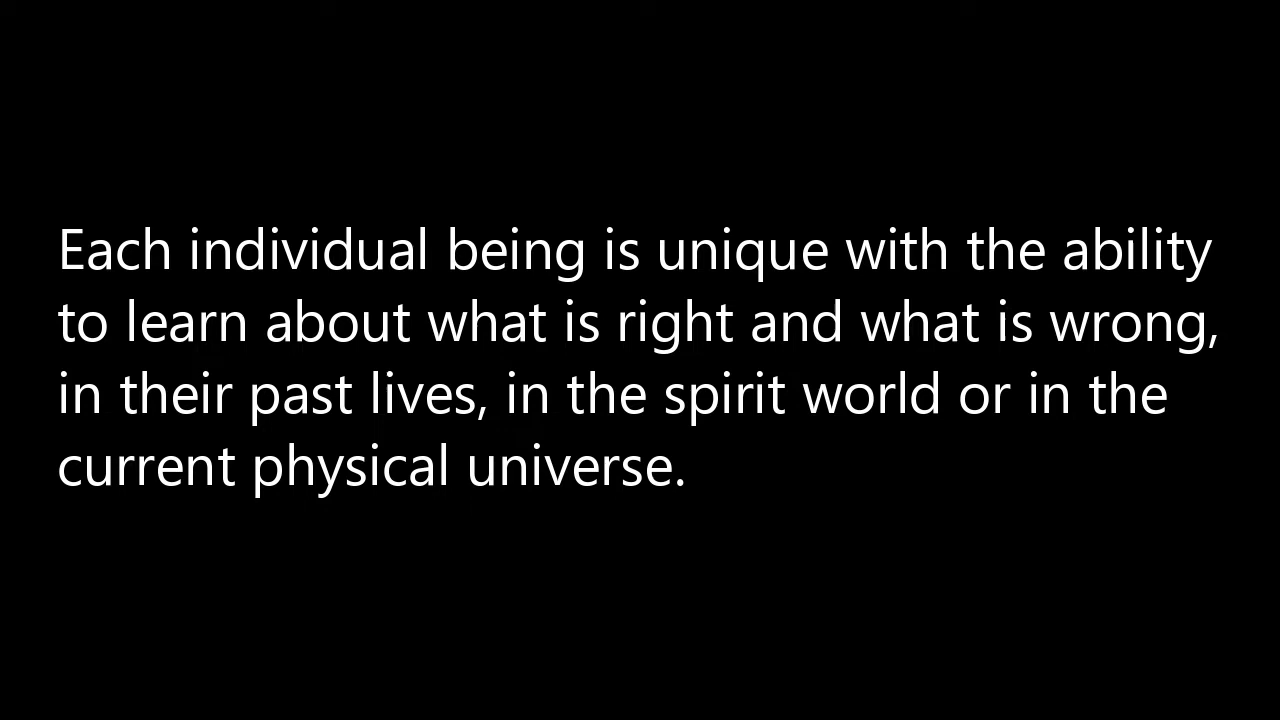 Each individual being is unique with the ability
to learn about what is right and what is wrong,
in their past lives, in the spirit world or in the
current physical universe.